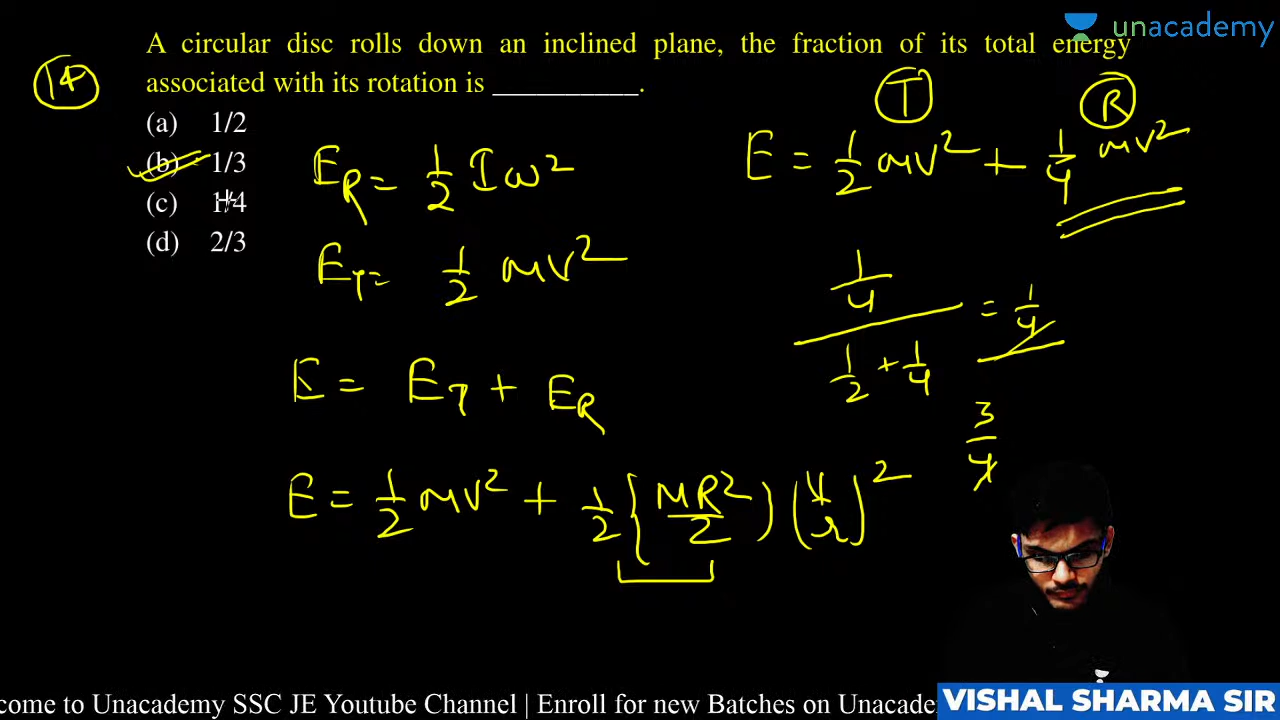 unacademy
14
A circular disc rolls down an inclined plane, the fraction of its total energy
associated with its rotation is __________.
(a) 1/2
(b) 1/3
(c) 1/4
(d) 2/3
E_R = 1/2 Iω²
E_T = 1/2 mv²
E = E_T + E_R
E = 1/2 mv² + 1/2 {MR²/2) (v/r)²
T R
E = 1/2 mv² + 1/4 mv²
1/4 / 1/2 + 1/4 = 1/4
3/4
come to Unacademy SSC JE Youtube Channel | Enroll for new Batches on Unacade
VISHAL SHARMA SIR